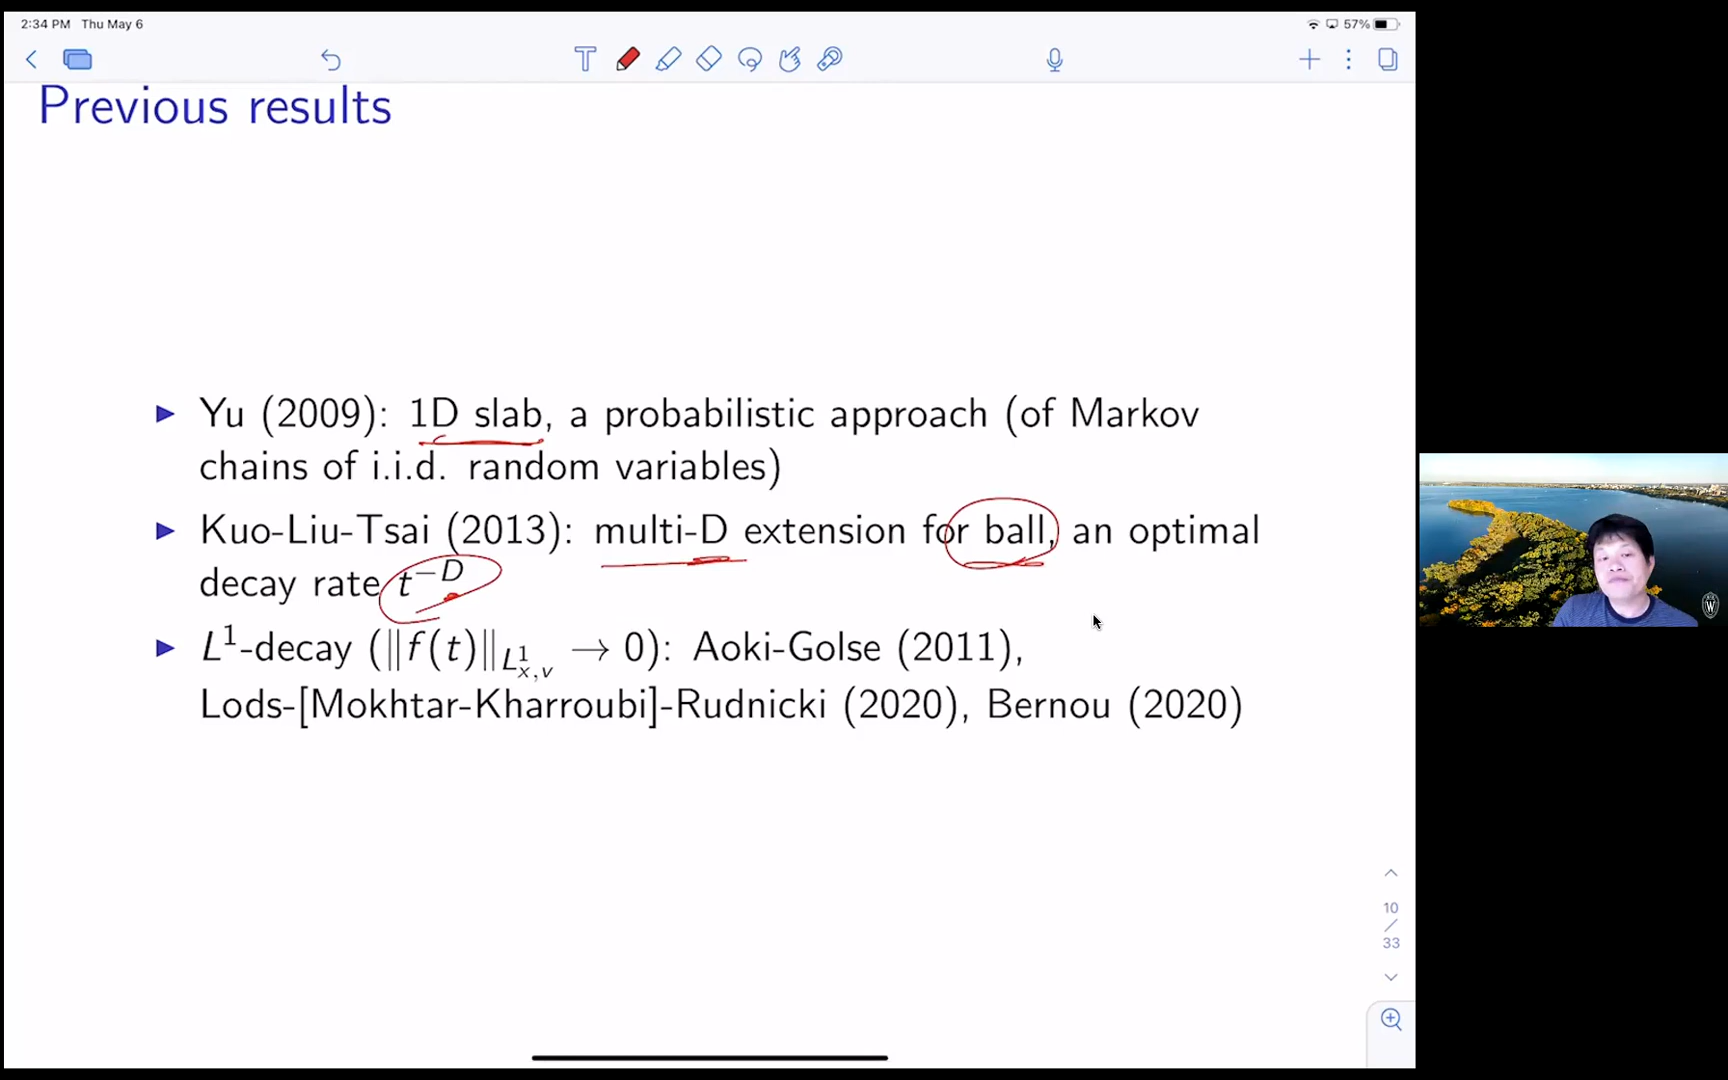 2:34 PM Thu May 6
57%
T
Previous results
Yu (2009): 1D slab, a probabilistic approach (of Markov
chains of i.i.d. random variables)
Kuo-Liu-Tsai (2013): multi-D extension for ball, an optimal
decay rate t⁻ᴰ
L¹-decay (‖f(t)‖_{L¹_{x,v}} → 0): Aoki-Golse (2011),
Lods-[Mokhtar-Kharroubi]-Rudnicki (2020), Bernou (2020)
10
/
33
W